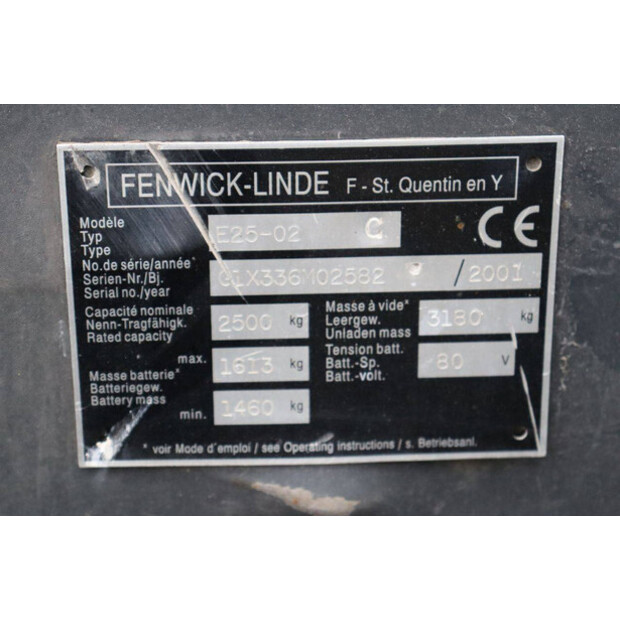 FENWICK-LINDE F - St. Quentin en Y
Modèle
Typ
Type
E25-02 C
CE
No.de série/année*
Serien-Nr./Bj.
Serial no./year
G1X336M02582 / 2001
Capacité nominale
Nenn-Tragfähigk.
Rated capacity
2500 kg
Masse à vide*
Leergew.
Unladen mass
3180 kg
Masse batterie*
Batteriegew.
Battery mass
max.
1613 kg
min.
1460 kg
Tension batt.
Batt.-Sp.
Batt.-volt.
80 V
* voir Mode d'emploi / see Operating instructions / s. Betriebsanl.